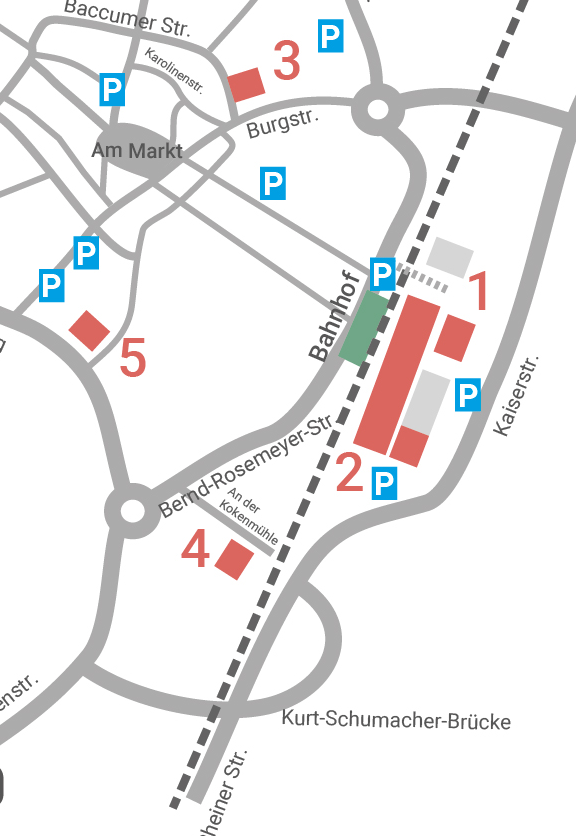 Baccumer Str.
P
3
Karolinenstr.
P
Burgstr.
Am Markt
P
P
P
P
Bahnhof
1
5
P
Kaiserstr.
Bernd-Rosemeyer-Str
2
P
An der
Kokenmühle
4
Kurt-Schumacher-Brücke